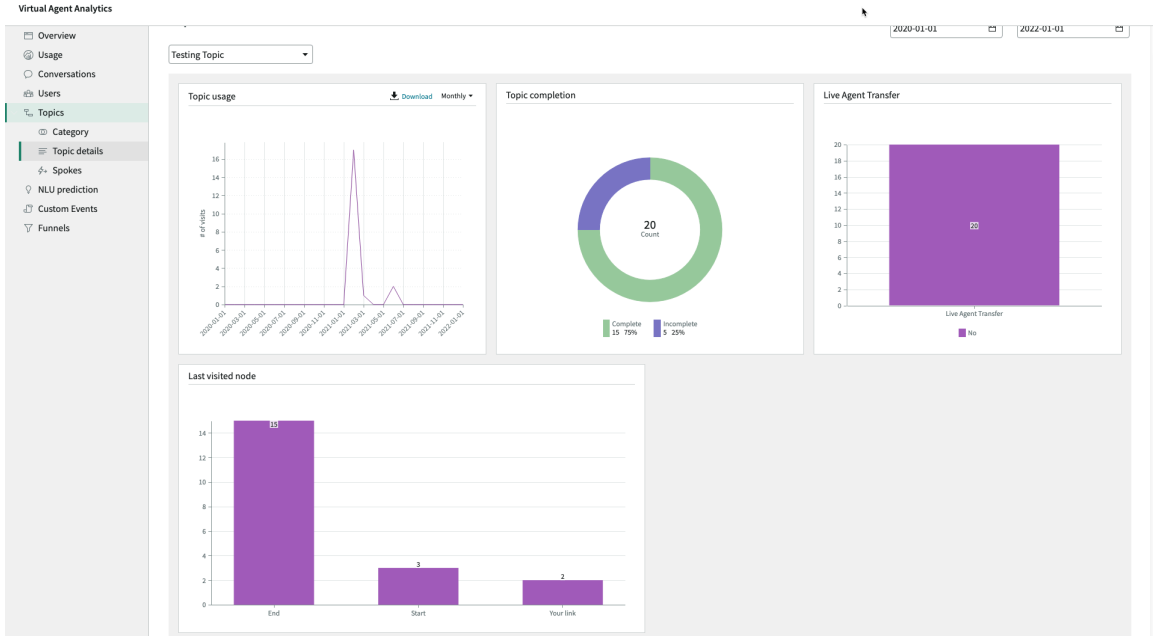 Virtual Agent Analytics
Overview
Usage
Conversations
Users
Topics
Category
Topic details
Spokes
NLU prediction
Custom Events
Funnels
2020-01-01
2022-01-01
Testing Topic
Topic usage
Download
Monthly
# of visits
16
14
12
10
8
6
4
2
0
2020-01-01
2020-03-01
2020-05-01
2020-07-01
2020-09-01
2020-11-01
2021-01-01
2021-03-01
2021-05-01
2021-07-01
2021-09-01
2021-11-01
2022-01-01
Topic completion
20
Count
Complete
15 75%
Incomplete
5 25%
Live Agent Transfer
20
18
16
14
12
10
8
6
4
2
0
20
Live Agent Transfer
No
Last visited node
14
12
10
8
6
4
2
0
15
3
2
End
Start
Your link